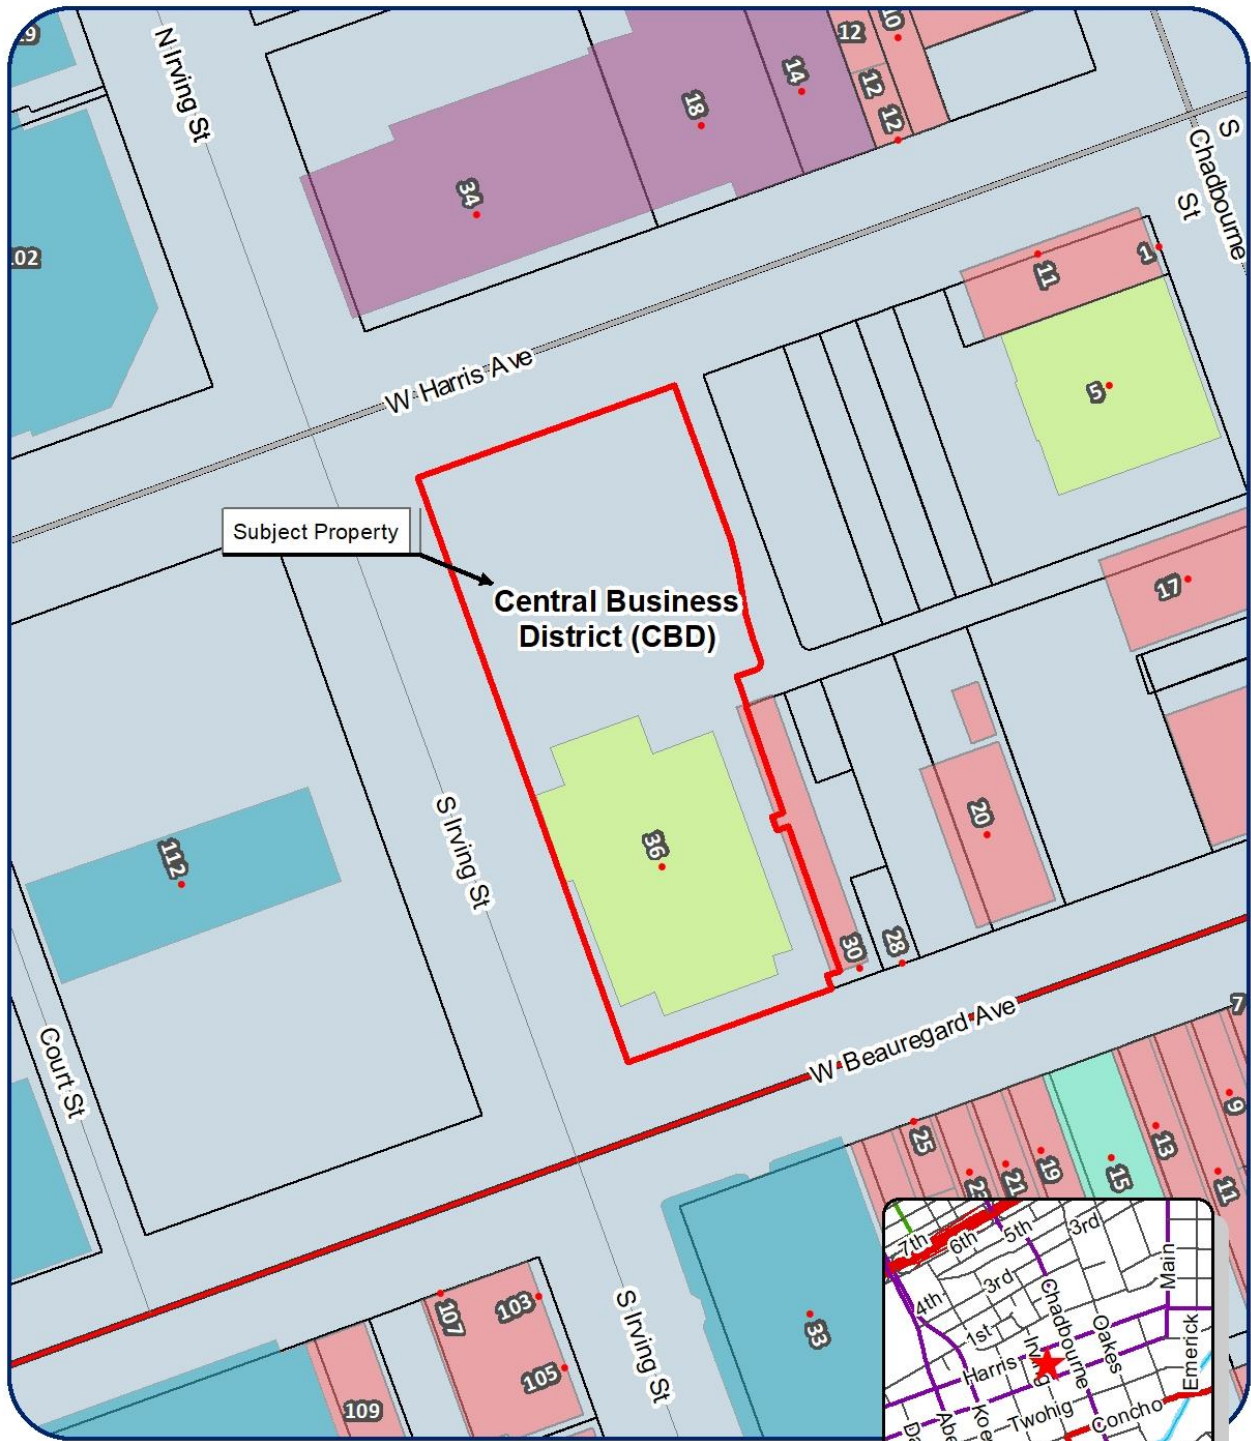 N Irving St
12
10
14
12
18
12
S Chadbourne St
34
11
1
W Harris Ave
5
Subject Property
Central Business
District (CBD)
17
112
S Irving St
20
36
30
28
Court St
W Beauregard Ave
7
9
25
13
19
21
15
11
33
103
107
105
109
S Irving St
7th
6th
5th
3rd
Main
3rd
4th
Chadbourne
1st
Oakes
Irving
Emerick
Harris
Twohig
Concho